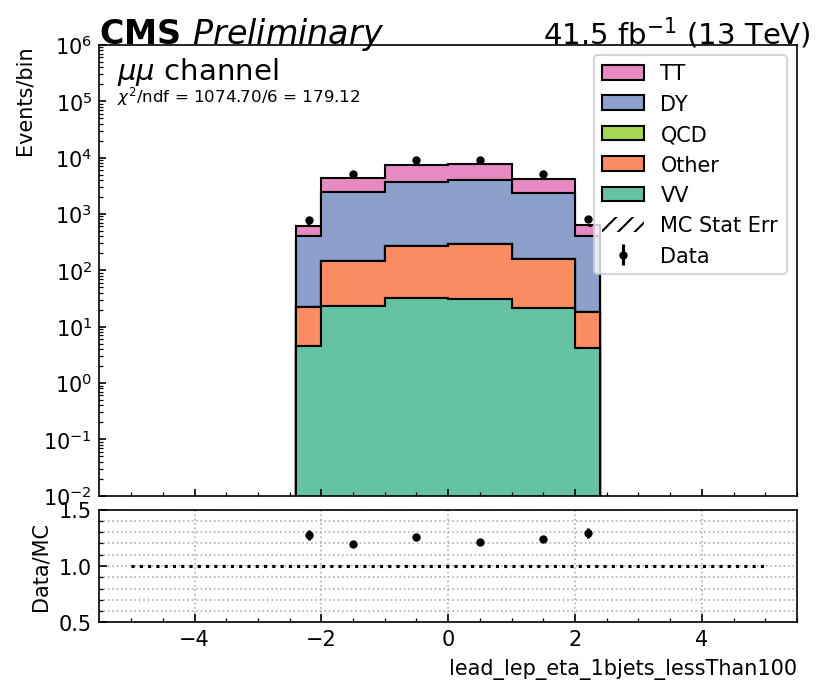 CMS Preliminary 41.5 fb⁻¹ (13 TeV)
Events/bin
10⁶
10⁵
10⁴
10³
10²
10¹
10⁰
10⁻¹
10⁻²
μμ channel
χ²/ndf = 1074.70/6 = 179.12
TT
DY
QCD
Other
VV
MC Stat Err
Data
Data/MC
1.5
1.0
0.5
−4 −2 0 2 4
lead_lep_eta_1bjets_lessThan100